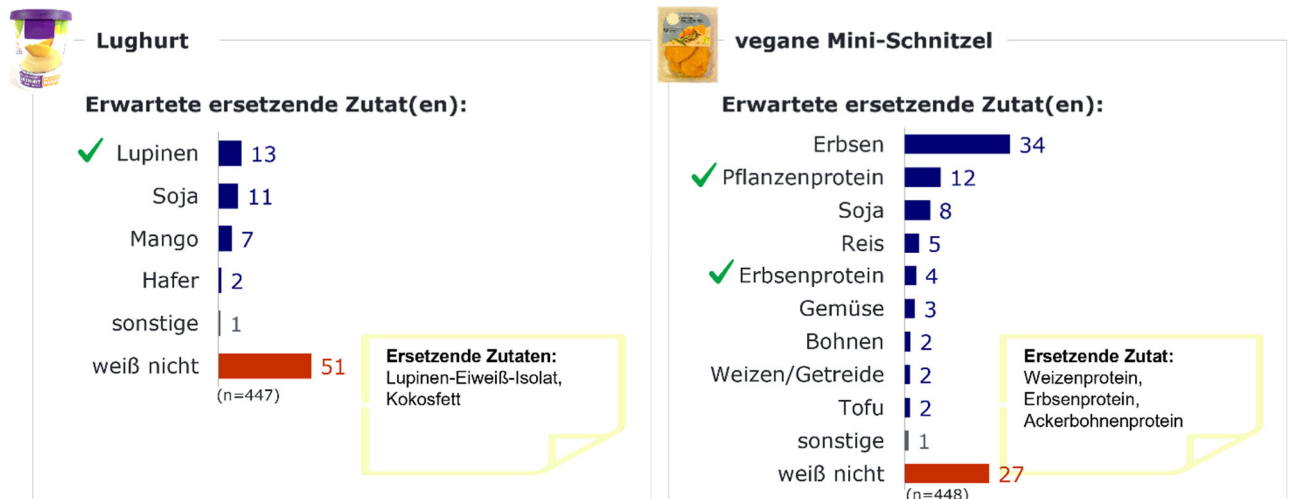 Lughurt
Erwartete ersetzende Zutat(en):
Lupinen 13
Soja 11
Mango 7
Hafer 2
sonstige 1
weiß nicht 51
(n=447)
Ersetzende Zutaten:
Lupinen-Eiweiß-Isolat,
Kokosfett
vegane Mini-Schnitzel
Erwartete ersetzende Zutat(en):
Erbsen 34
Pflanzenprotein 12
Soja 8
Reis 5
Erbsenprotein 4
Gemüse 3
Bohnen 2
Weizen/Getreide 2
Tofu 2
sonstige 1
weiß nicht 27
(n=448)
Ersetzende Zutat:
Weizenprotein,
Erbsenprotein,
Ackerbohnenprotein